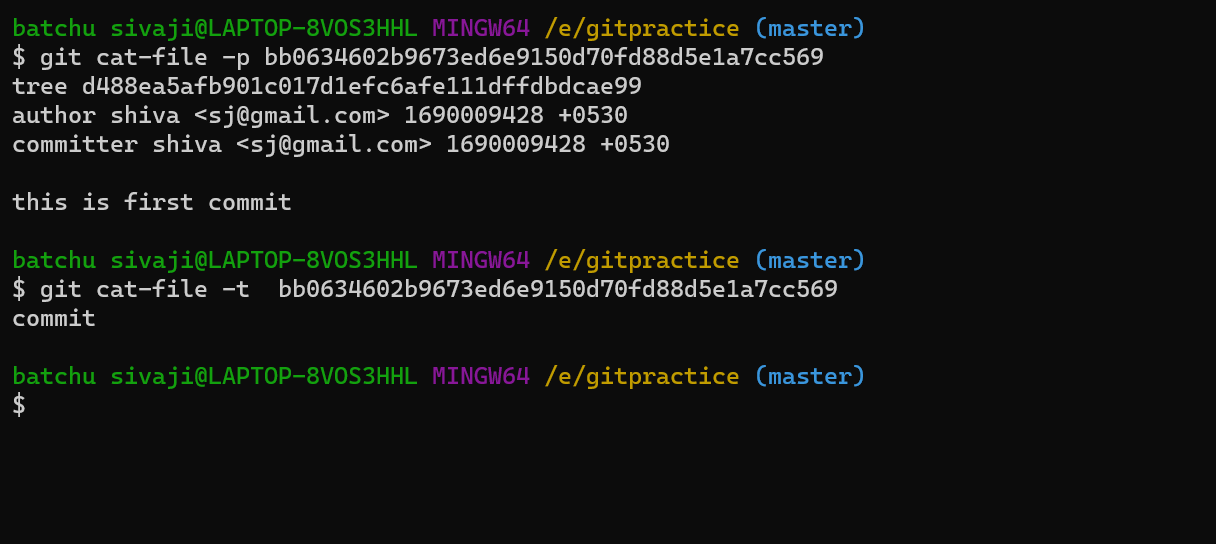 batchu sivaji@LAPTOP-8VOS3HHL MINGW64 /e/gitpractice (master)
$ git cat-file -p bb0634602b9673ed6e9150d70fd88d5e1a7cc569
tree d488ea5afb901c017d1efc6afe111dffdbdcae99
author shiva <sj@gmail.com> 1690009428 +0530
committer shiva <sj@gmail.com> 1690009428 +0530

this is first commit

batchu sivaji@LAPTOP-8VOS3HHL MINGW64 /e/gitpractice (master)
$ git cat-file -t  bb0634602b9673ed6e9150d70fd88d5e1a7cc569
commit

batchu sivaji@LAPTOP-8VOS3HHL MINGW64 /e/gitpractice (master)
$